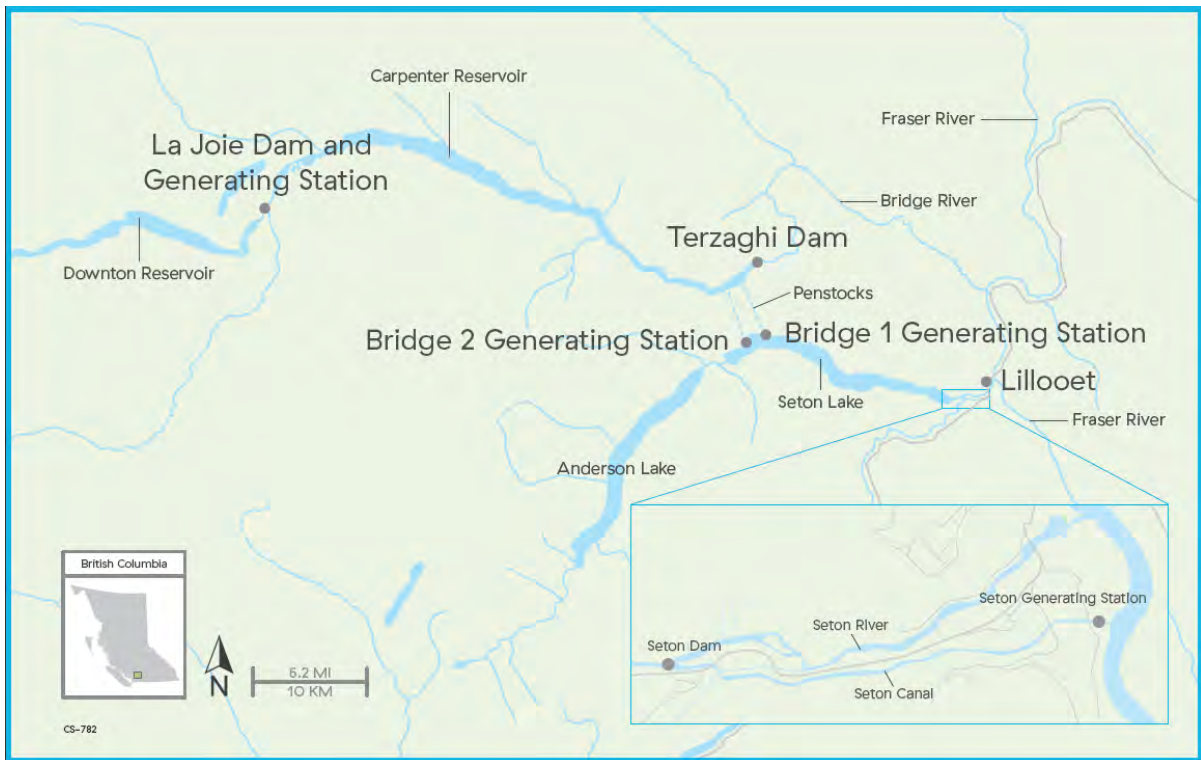 Carpenter Reservoir
Fraser River
La Joie Dam and
Generating Station
Bridge River
Terzaghi Dam
Downton Reservoir
Penstocks
Bridge 2 Generating Station
Bridge 1 Generating Station
Lillooet
Seton Lake
Fraser River
Anderson Lake
British Columbia
Seton Generating Station
Seton River
Seton Dam
Seton Canal
6.2 MI
10 KM
N
CS-782